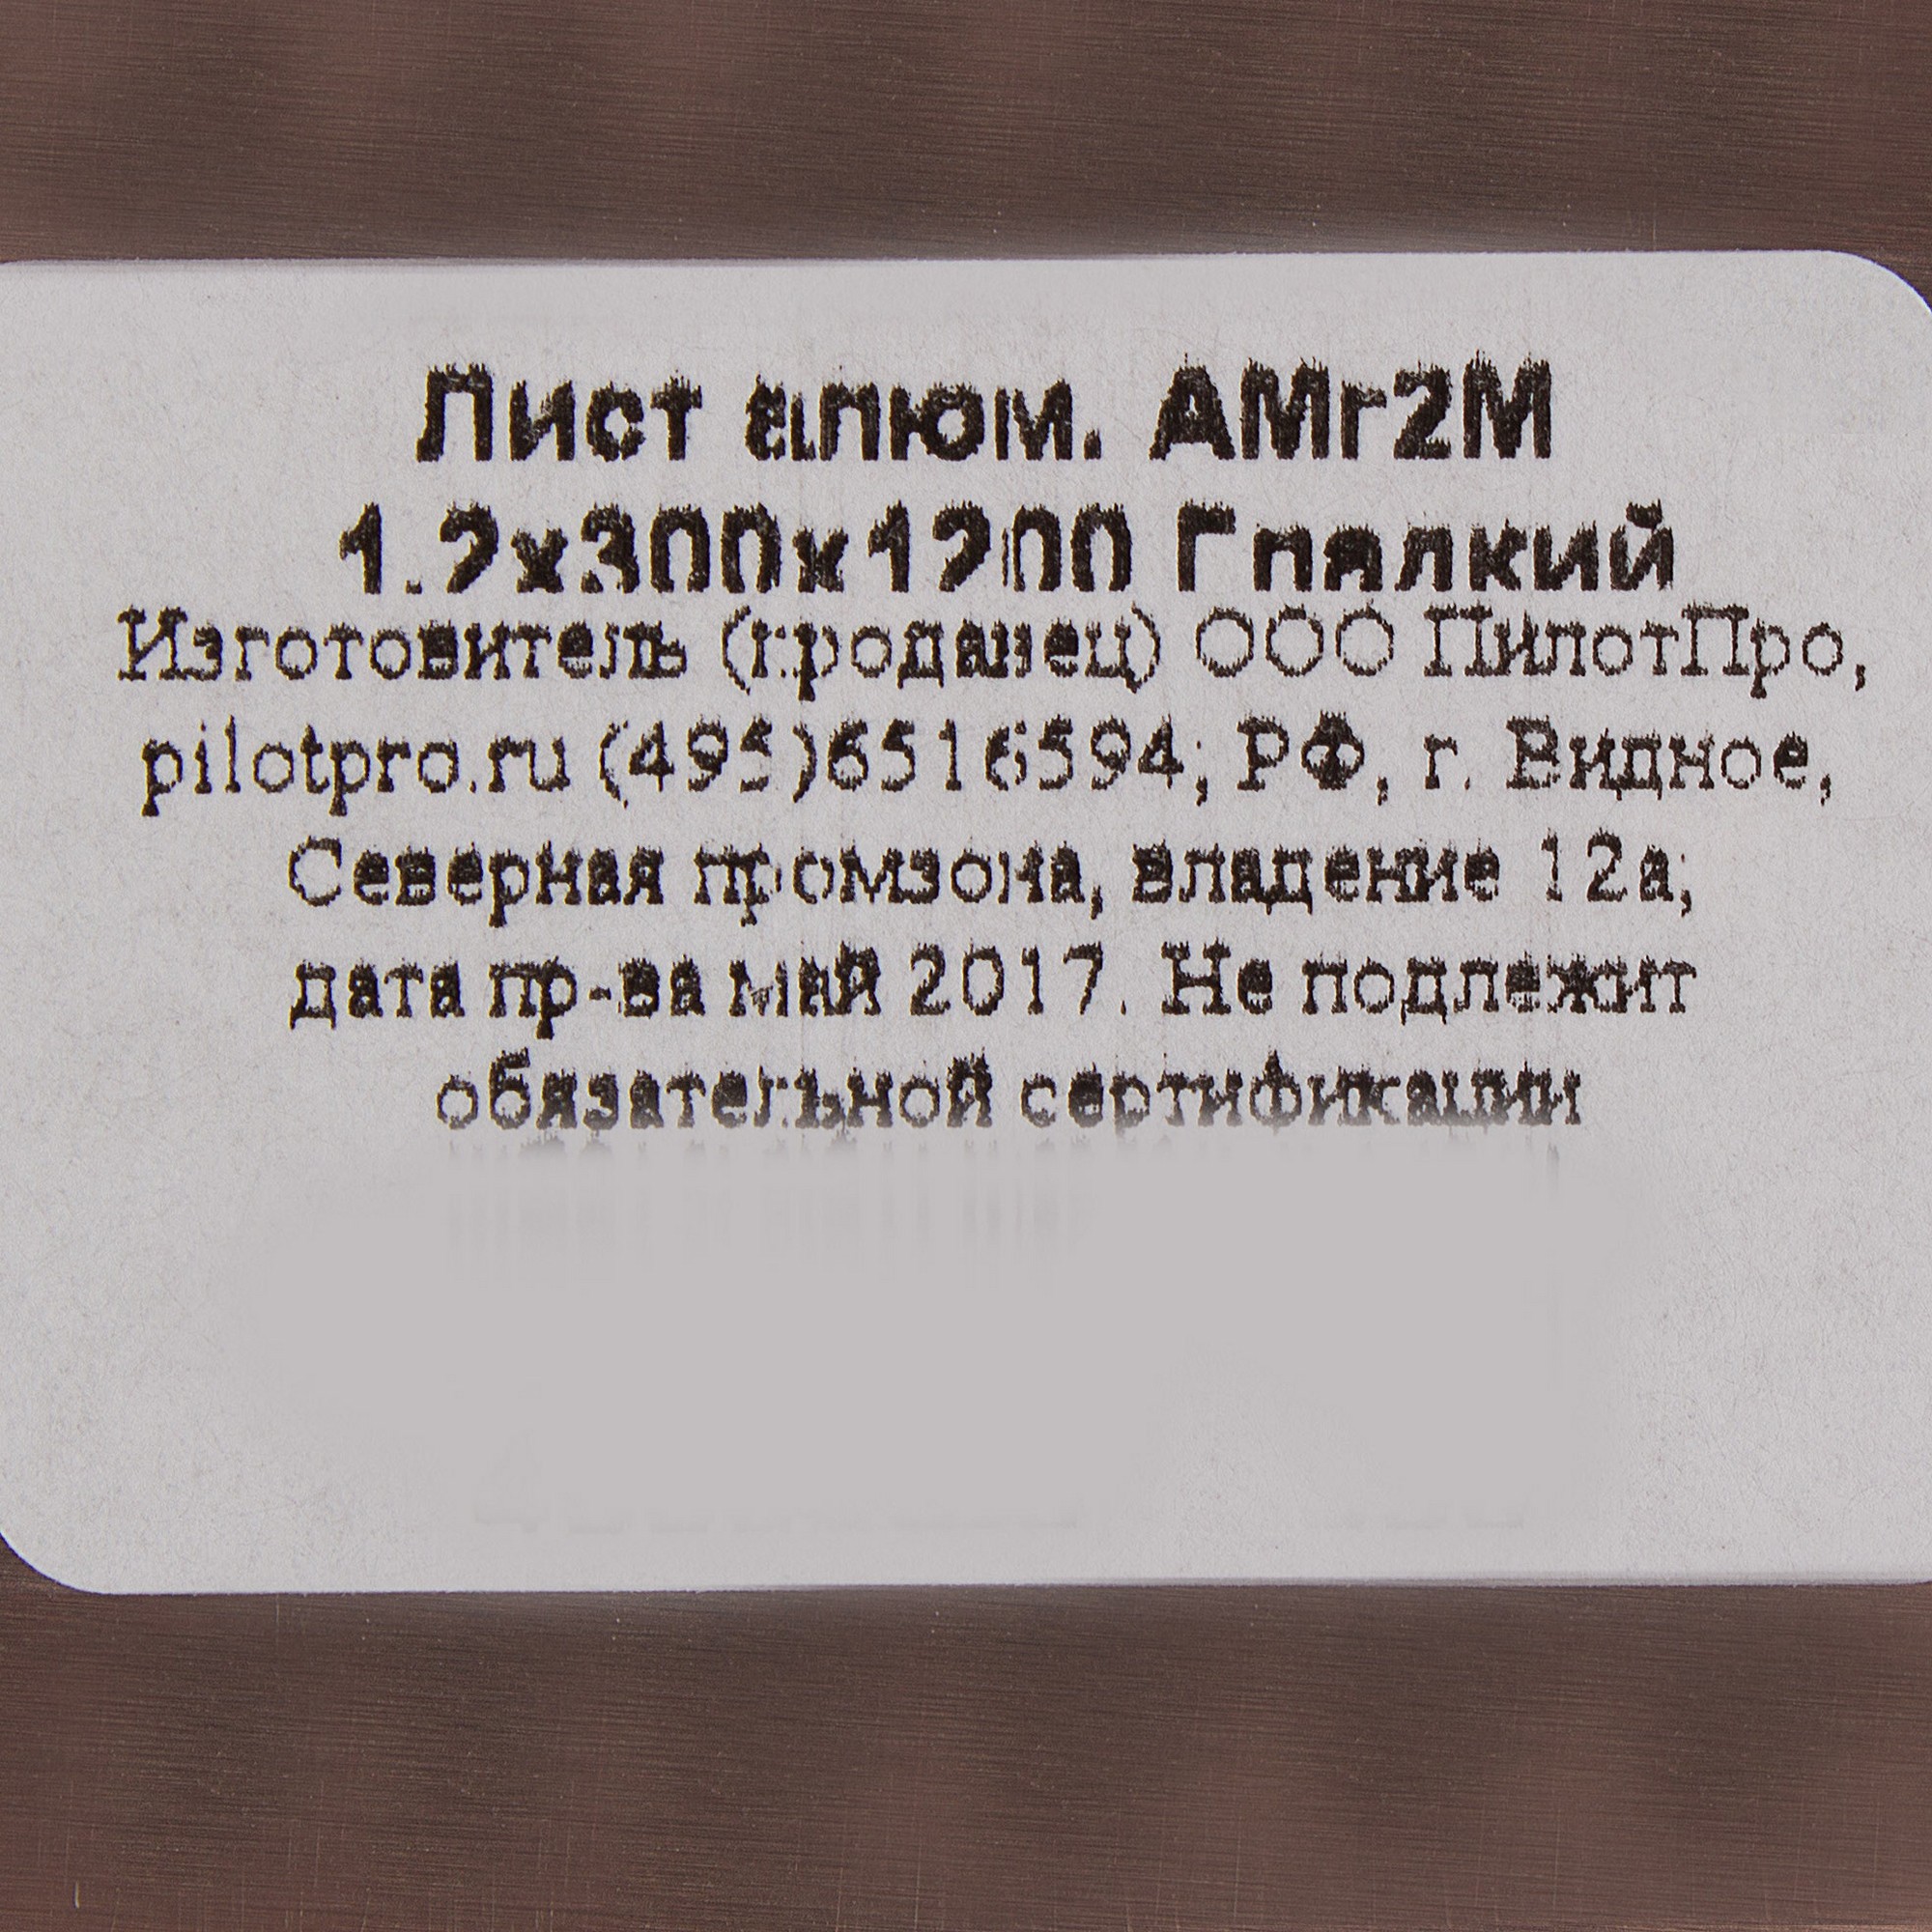 Лист алюм. АМг2М
1.2х300х1200 Гладкий
Изготовитель (продавец) ООО ПилотПро,
pilotpro.ru (495)6516594; РФ, г. Видное,
Северная промзона, владение 12а;
дата пр-ва май 2017. Не подлежит
обязательной сертификации